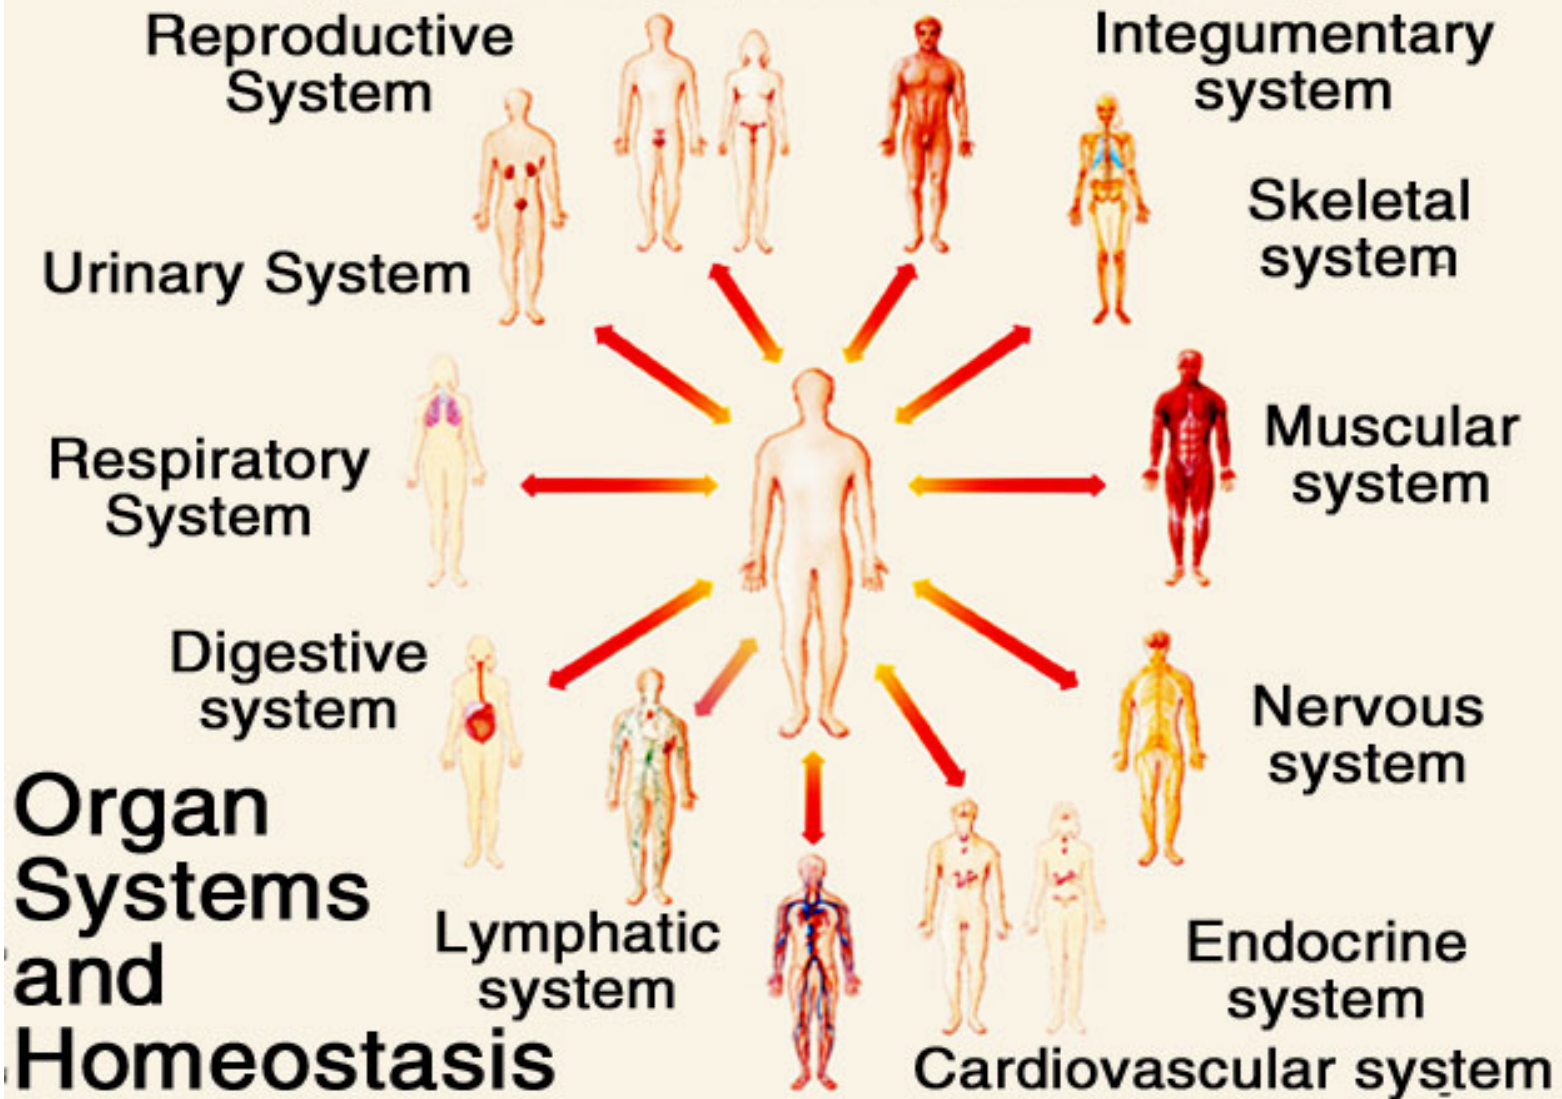 Reproductive
System
Integumentary
system
Skeletal
system
Urinary System
Muscular
system
Respiratory
System
Digestive
system
Nervous
system
Organ
Systems
and
Homeostasis
Lymphatic
system
Endocrine
system
Cardiovascular system